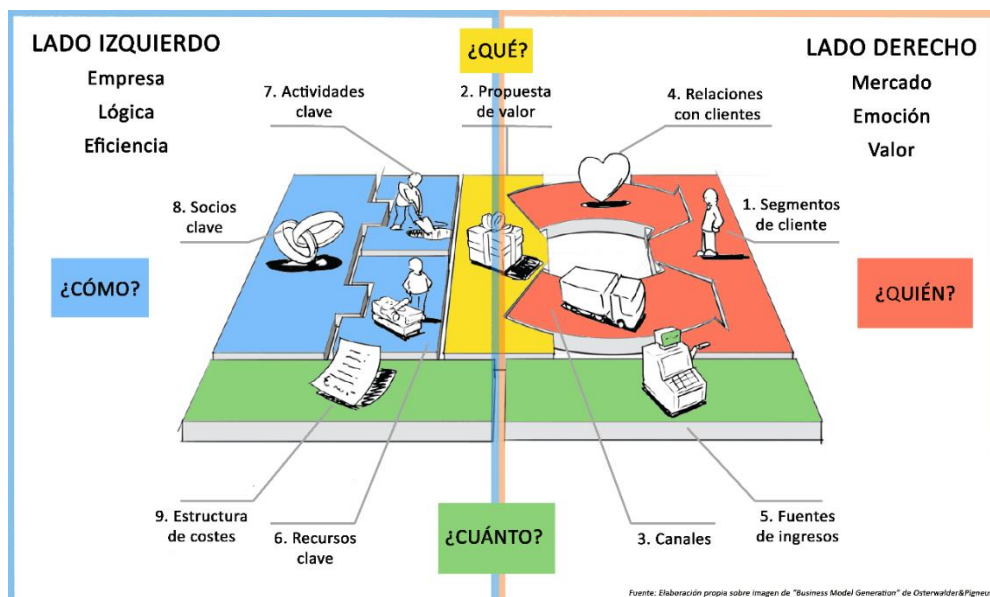 LADO IZQUIERDO
Empresa
Lógica
Eficiencia
¿QUÉ?
LADO DERECHO
Mercado
Emoción
Valor
7. Actividades
clave
2. Propuesta
de valor
4. Relaciones
con clientes
8. Socios
clave
1. Segmentos
de cliente
¿CÓMO?
¿QUIÉN?
9. Estructura
de costes
6. Recursos
clave
¿CUÁNTO?
3. Canales
5. Fuentes
de ingresos
Fuente: Elaboración propia sobre imagen de "Business Model Generation" de Osterwalder&Pigneu